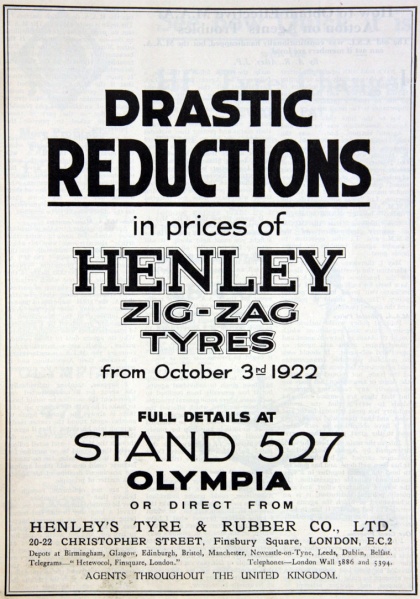 DRASTIC
REDUCTIONS
in prices of
HENLEY
ZIG-ZAG
TYRES
from October 3rd 1922
FULL DETAILS AT
STAND 527
OLYMPIA
OR DIRECT FROM
HENLEY'S TYRE & RUBBER CO., LTD.
20-22 CHRISTOPHER STREET, Finsbury Square, LONDON, E.C.2
Depots at Birmingham, Glasgow, Edinburgh, Bristol, Manchester, Newcastle-on-Tyne, Leeds, Dublin, Belfast.
Telegrams—"Hetewocol, Finsquare, London." Telephones—London Wall 5886 and 5394.
AGENTS THROUGHOUT THE UNITED KINGDOM.